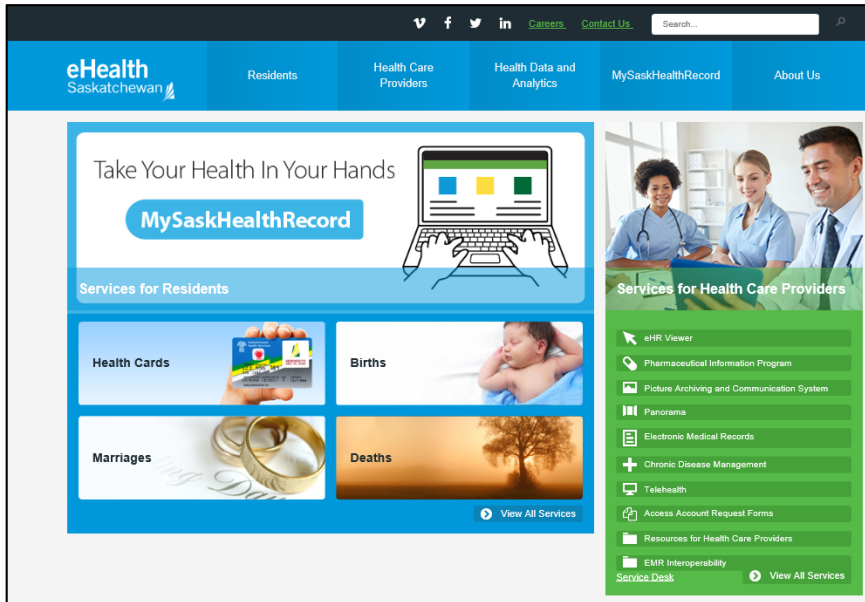 Careers
Contact Us
Search...
eHealth
Saskatchewan
Residents
Health Care
Providers
Health Data and
Analytics
MySaskHealthRecord
About Us
Take Your Health In Your Hands
MySaskHealthRecord
Services for Residents
Health Cards
Births
Marriages
Deaths
View All Services
Services for Health Care Providers
eHR Viewer
Pharmaceutical Information Program
Picture Archiving and Communication System
Panorama
Electronic Medical Records
Chronic Disease Management
Telehealth
Access Account Request Forms
Resources for Health Care Providers
EMR Interoperability
Service Desk
View All Services